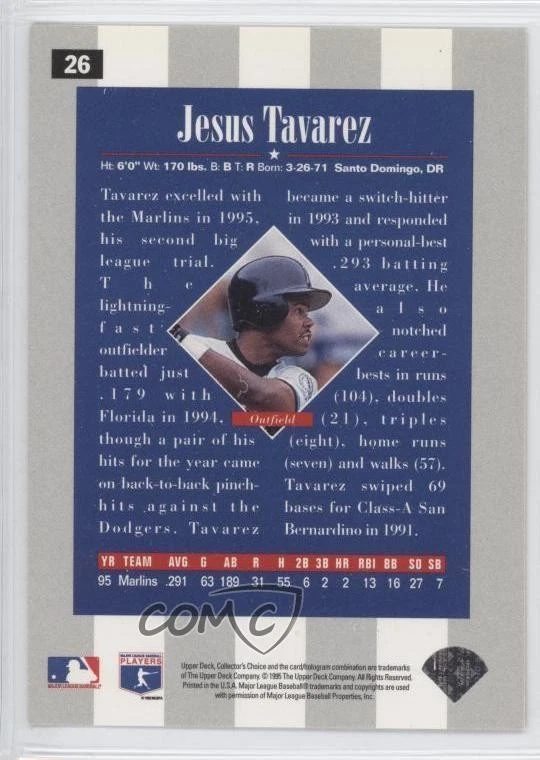 26
Jesus Tavarez
Ht: 6'0" Wt: 170 lbs. B: B T: R Born: 3-26-71 Santo Domingo, DR
Tavarez excelled with
the Marlins in 1995,
his second big
league trial.
The
lightning-
fast
outfielder
batted just
.179 with
Florida in 1994,
though a pair of his
hits for the year came
on back-to-back pinch-
hits against the
Dodgers. Tavarez
became a switch-hitter
in 1993 and responded
with a personal-best
.293 batting
average. He
also
notched
career-
bests in runs
(104), doubles
(21), triples
(eight), home runs
(seven) and walks (57).
Tavarez swiped 69
bases for Class-A San
Bernardino in 1991.
Outfield
YR TEAM AVG G AB R H 2B 3B HR RBI BB SO SB
95 Marlins .291 63 189 31 55 6 2 2 13 16 27 7
COMC
MAJOR LEAGUE BASEBALL
MAJOR LEAGUE BASEBALL
PLAYERS
Upper Deck, Collector's Choice and the card/hologram combination are trademarks
of The Upper Deck Company. © 1995 The Upper Deck Company. All Rights Reserved.
Printed in the U.S.A. Major League Baseball® trademarks and copyrights are used
with permission of Major League Baseball Properties, Inc.